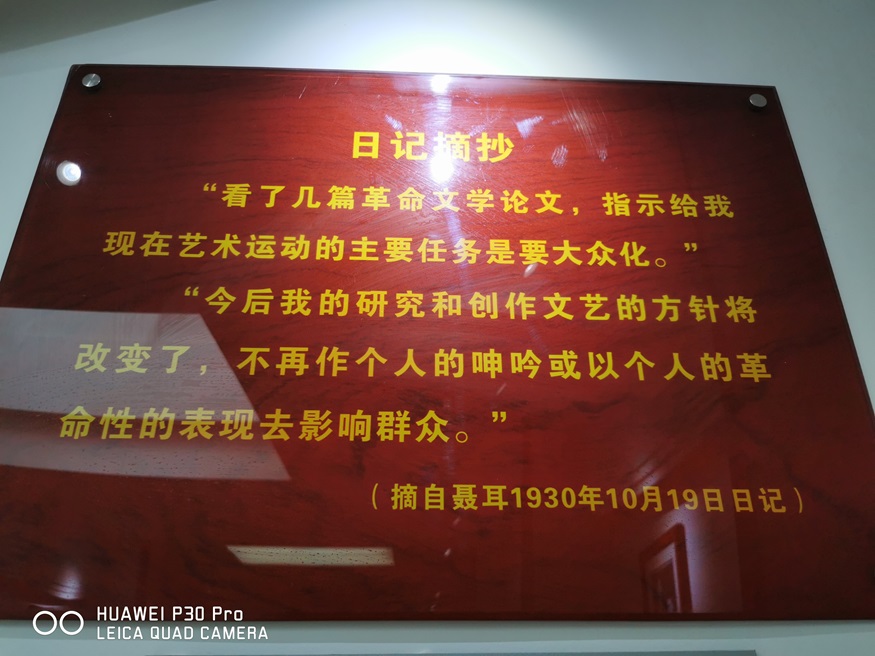 日记摘抄
“看了几篇革命文学论文，指示给我
现在艺术运动的主要任务是要大众化。”
“今后我的研究和创作文艺的方针将
改变了，不再作个人的呻吟或以个人的革
命性的表现去影响群众。”
（摘自聂耳1930年10月19日日记）
HUAWEI P30 Pro
LEICA QUAD CAMERA